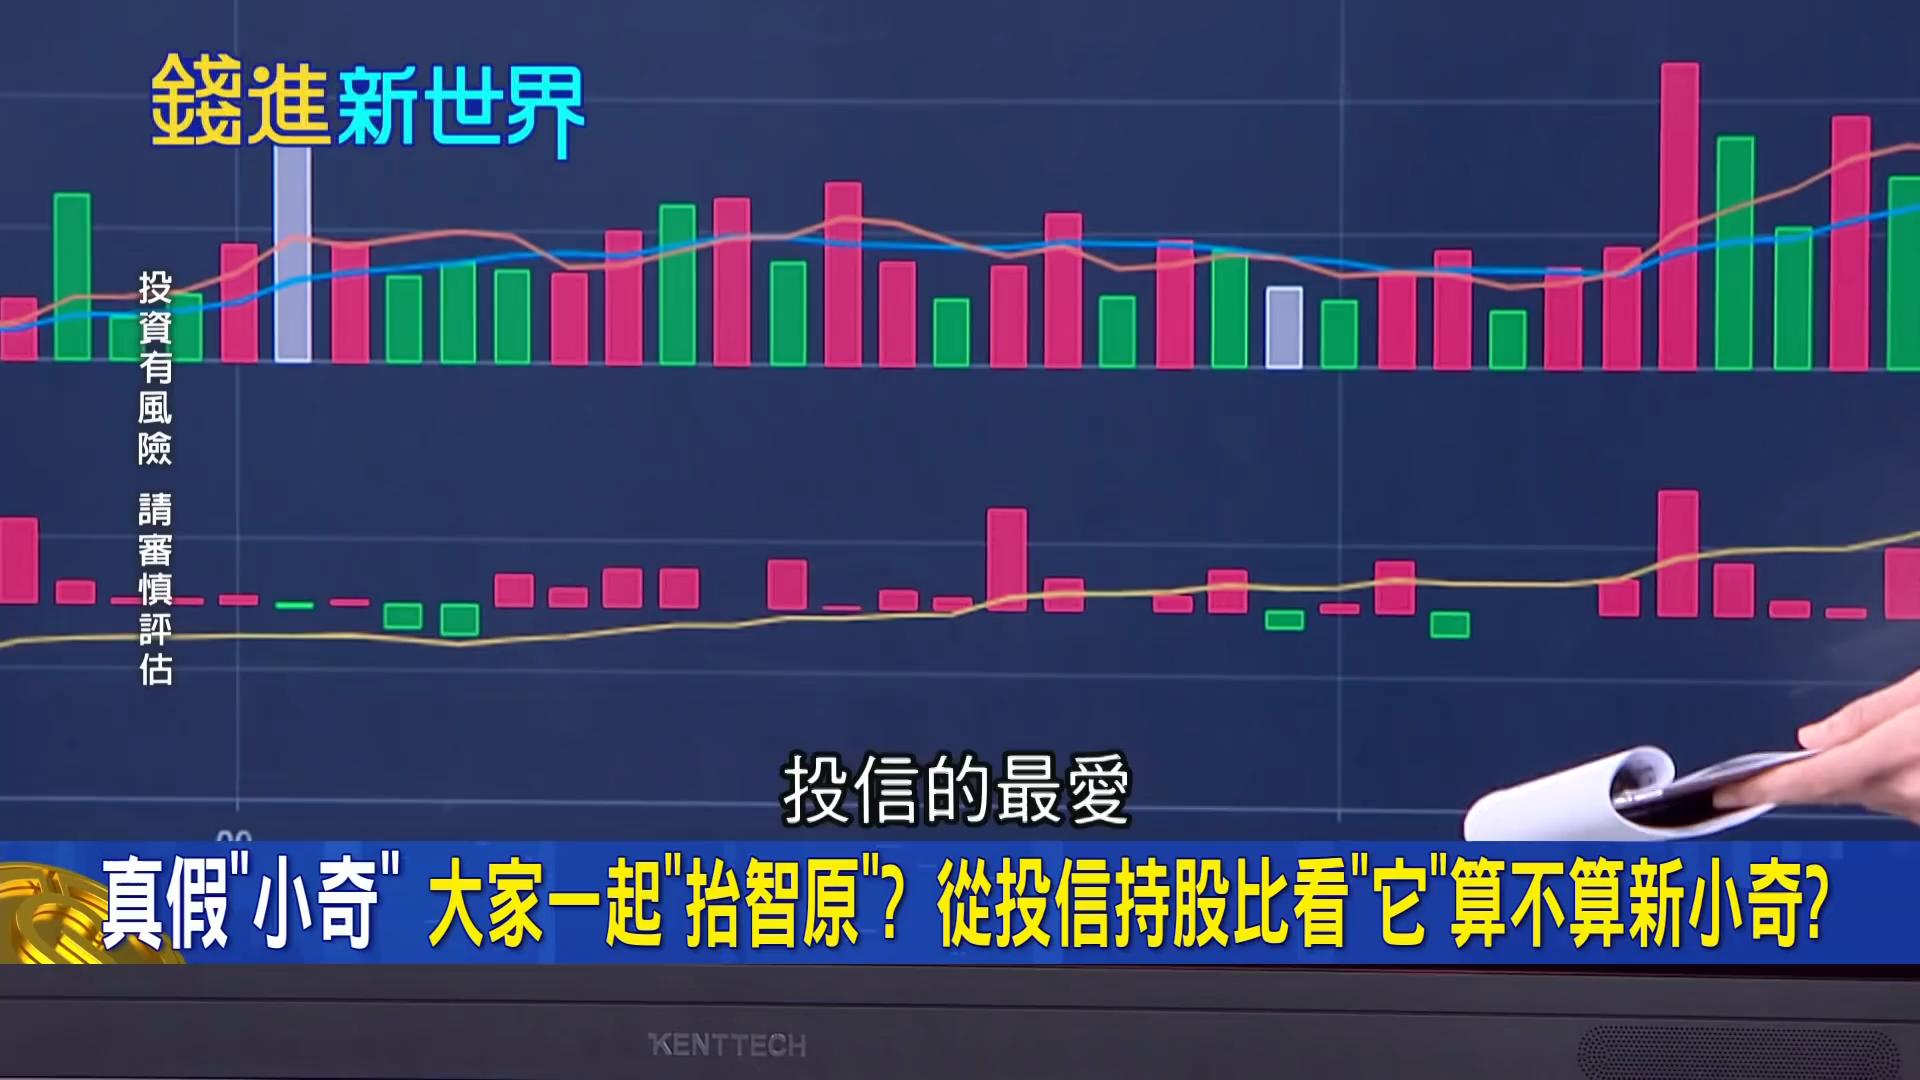 錢進新世界
投資有風險 請審慎評估
投信的最愛
真假"小奇" 大家一起"抬智原"? 從投信持股比看"它"算不算新小奇?
KENTTECH